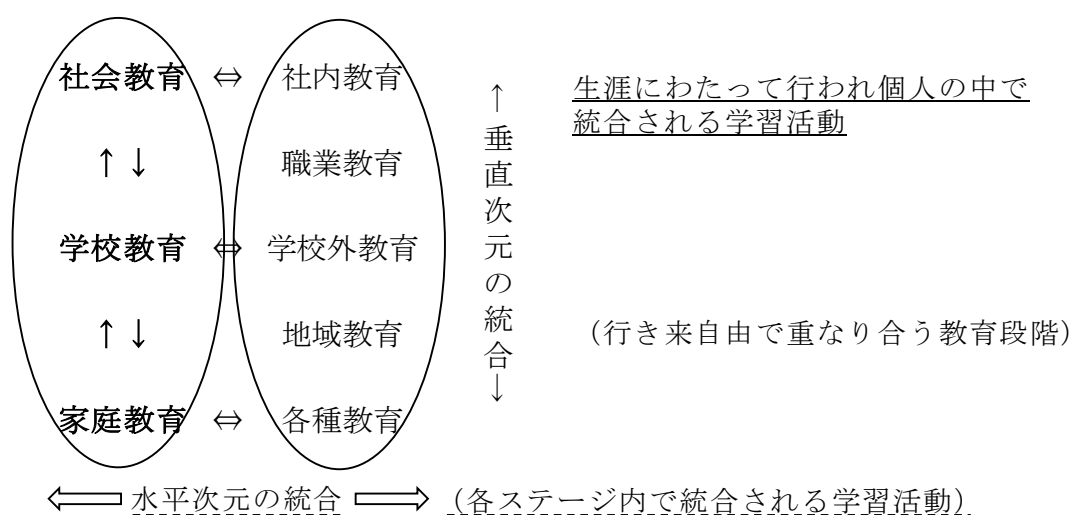 社会教育 ⇔ 社内教育
↑↓ 職業教育
学校教育 ⇔ 学校外教育
↑↓ 地域教育
家庭教育 ⇔ 各種教育
↑垂直次元の統合↓
生涯にわたって行われ個人の中で
統合される学習活動
（行き来自由で重なり合う教育段階）
水平次元の統合 （各ステージ内で統合される学習活動）